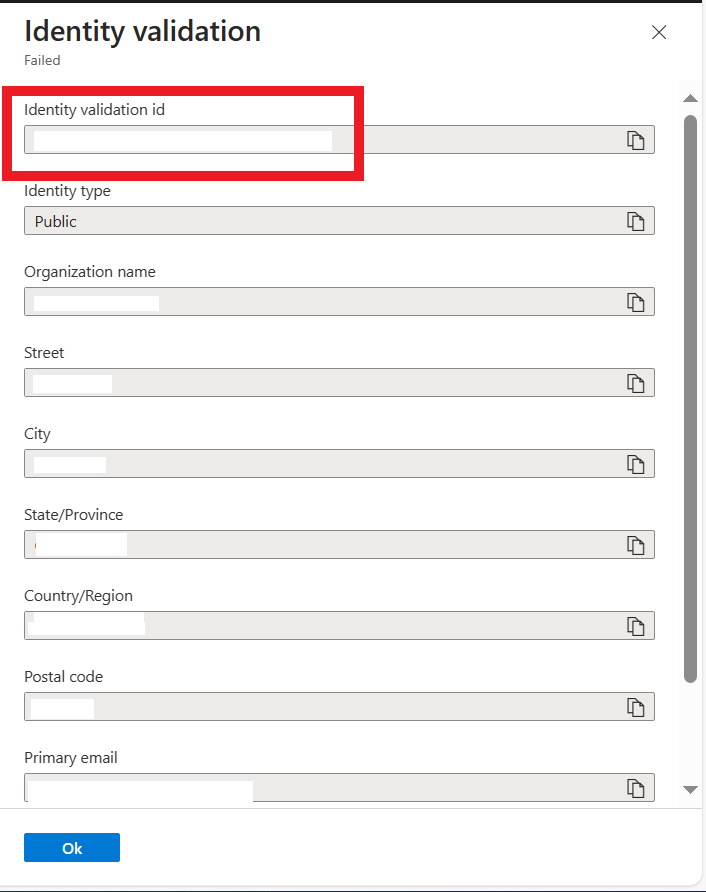 Identity validation
Failed
Identity validation id
Identity type
Public
Organization name
Street
City
State/Province
Country/Region
Postal code
Primary email
Ok